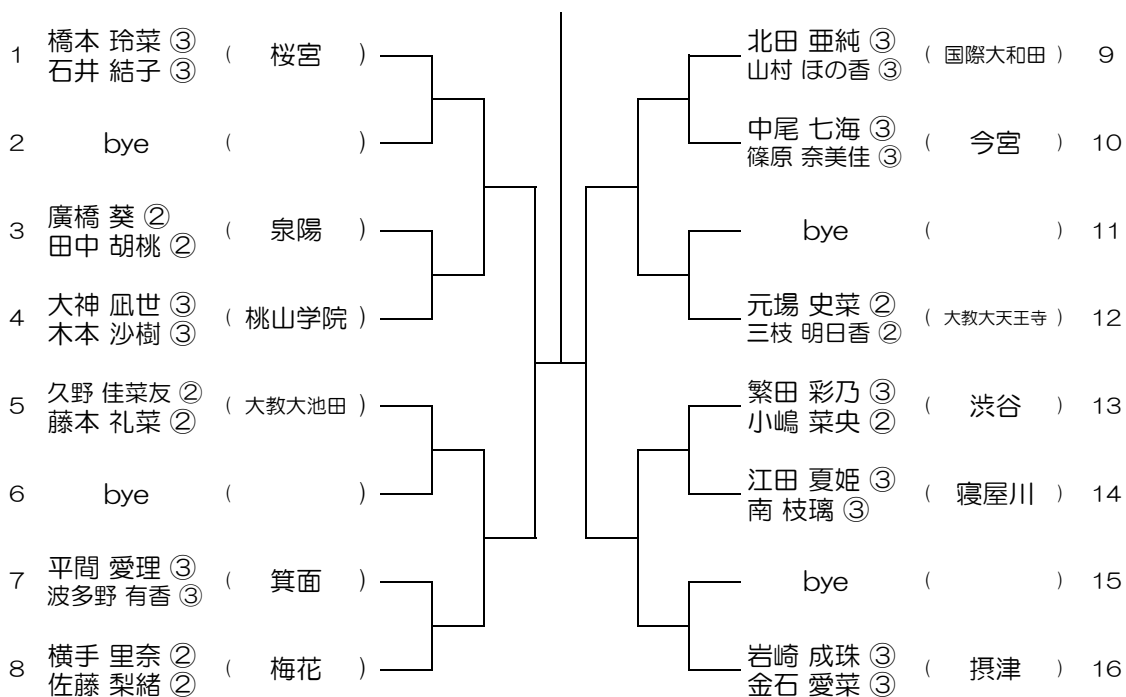 1 橋本 玲菜 ③ ( 桜宮 )
石井 結子 ③
2 bye ( )
3 廣橋 葵 ② ( 泉陽 )
田中 胡桃 ②
4 大神 凪世 ③ ( 桃山学院 )
木本 沙樹 ③
5 久野 佳菜友 ② ( 大教大池田 )
藤本 礼菜 ②
6 bye ( )
7 平間 愛理 ③ ( 箕面 )
波多野 有香 ③
8 横手 里奈 ② ( 梅花 )
佐藤 梨緒 ②
北田 亜純 ③ ( 国際大和田 ) 9
山村 ほの香 ③
中尾 七海 ③ ( 今宮 ) 10
篠原 奈美佳 ③
bye ( ) 11
元場 史菜 ② ( 大教大天王寺 ) 12
三枝 明日香 ②
繁田 彩乃 ③ ( 渋谷 ) 13
小嶋 菜央 ②
江田 夏姫 ③ ( 寝屋川 ) 14
南 枝璃 ③
bye ( ) 15
岩崎 成珠 ③ ( 摂津 ) 16
金石 愛菜 ③